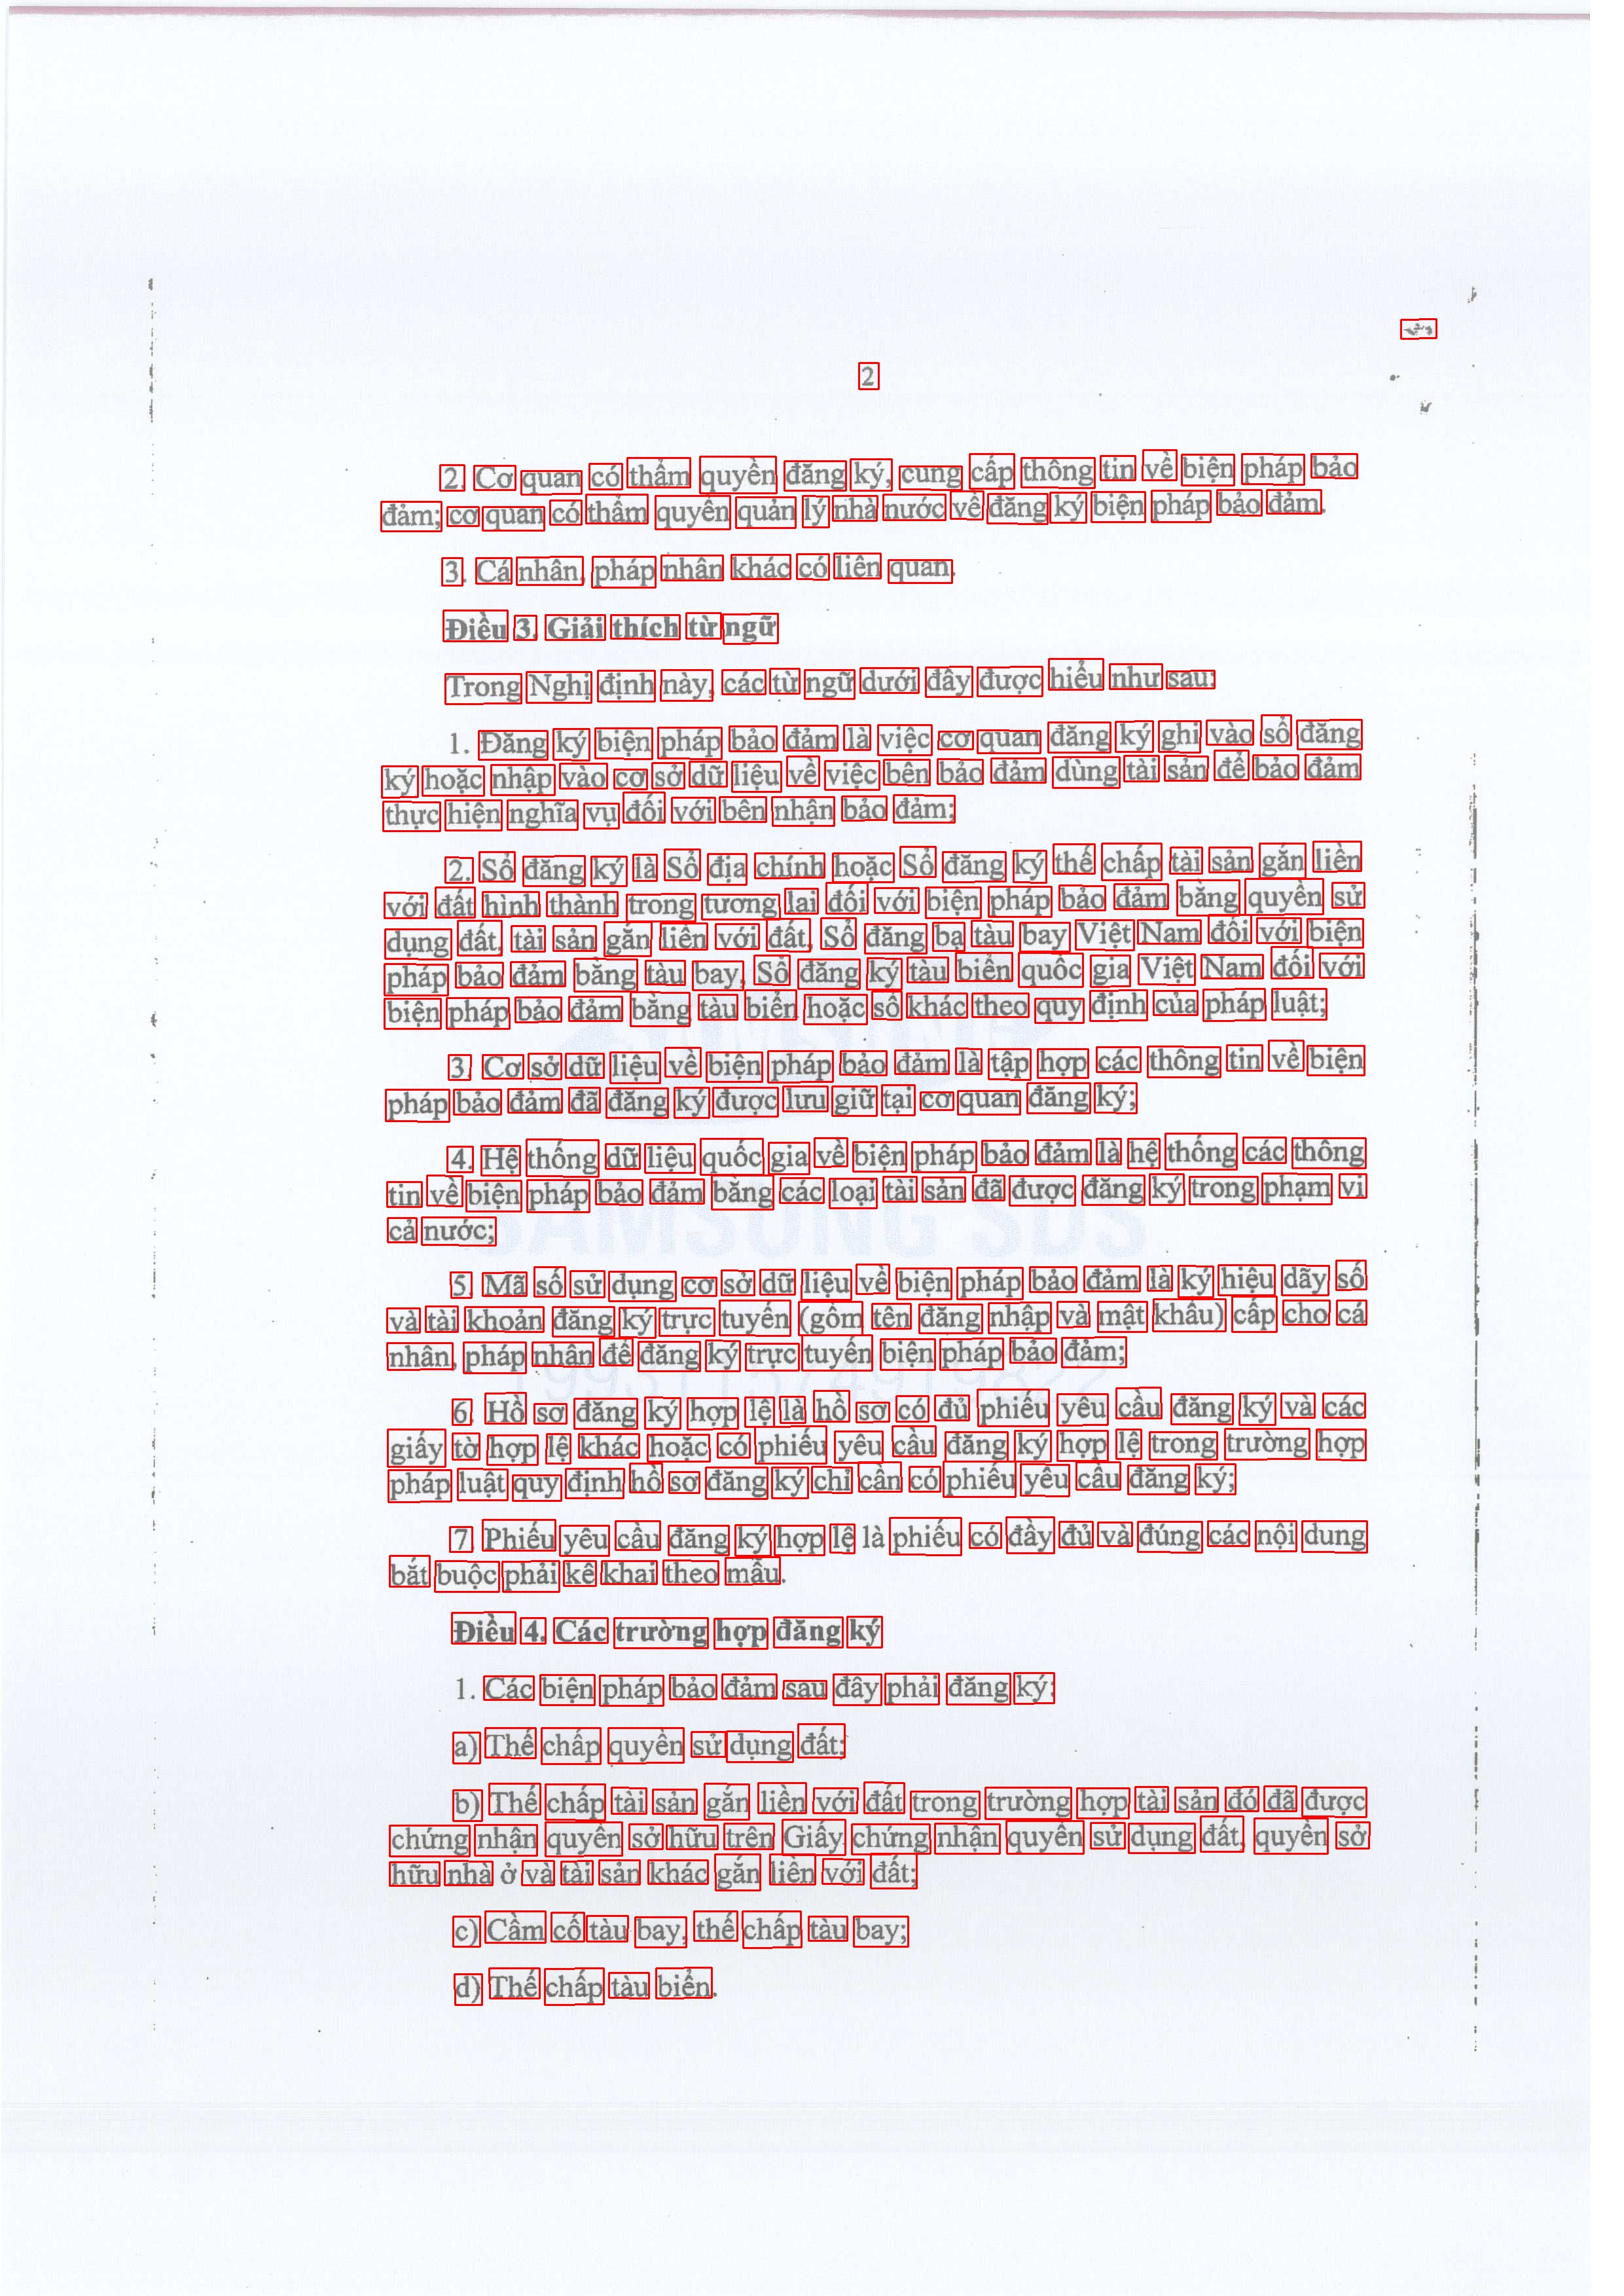 2
2. Cơ quan có thẩm quyền đăng ký, cung cấp thông tin về biện pháp bảo
đảm; cơ quan có thẩm quyền quản lý nhà nước về đăng ký biện pháp bảo đảm.
3. Cá nhân, pháp nhân khác có liên quan.
Điều 3. Giải thích từ ngữ
Trong Nghị định này, các từ ngữ dưới đây được hiểu như sau:
1. Đăng ký biện pháp bảo đảm là việc cơ quan đăng ký ghi vào sổ đăng
ký hoặc nhập vào cơ sở dữ liệu về việc bên bảo đảm dùng tài sản để bảo đảm
thực hiện nghĩa vụ đối với bên nhận bảo đảm;
2. Sổ đăng ký là Sổ địa chính hoặc Sổ đăng ký thế chấp tài sản gắn liền
với đất hình thành trong tương lai đối với biện pháp bảo đảm bằng quyền sử
dụng đất, tài sản gắn liền với đất, Sổ đăng bạ tàu bay Việt Nam đối với biện
pháp bảo đảm bằng tàu bay, Sổ đăng ký tàu biển quốc gia Việt Nam đối với
biện pháp bảo đảm bằng tàu biển hoặc sổ khác theo quy định của pháp luật;
3. Cơ sở dữ liệu về biện pháp bảo đảm là tập hợp các thông tin về biện
pháp bảo đảm đã đăng ký được lưu giữ tại cơ quan đăng ký;
4. Hệ thống dữ liệu quốc gia về biện pháp bảo đảm là hệ thống các thông
tin về biện pháp bảo đảm bằng các loại tài sản đã được đăng ký trong phạm vi
cả nước;
SAMSUNG SDS
5. Mã số sử dụng cơ sở dữ liệu về biện pháp bảo đảm là ký hiệu dãy số
và tài khoản đăng ký trực tuyến (gồm tên đăng nhập và mật khẩu) cấp cho cá
nhân, pháp nhân để đăng ký trực tuyến biện pháp bảo đảm;
6. Hồ sơ đăng ký hợp lệ là hồ sơ có đủ phiếu yêu cầu đăng ký và các
giấy tờ hợp lệ khác hoặc có phiếu yêu cầu đăng ký hợp lệ trong trường hợp
pháp luật quy định hồ sơ đăng ký chỉ cần có phiếu yêu cầu đăng ký;
7. Phiếu yêu cầu đăng ký hợp lệ là phiếu có đầy đủ và đúng các nội dung
bắt buộc phải kê khai theo mẫu.
Điều 4. Các trường hợp đăng ký
1. Các biện pháp bảo đảm sau đây phải đăng ký:
a) Thế chấp quyền sử dụng đất;
b) Thế chấp tài sản gắn liền với đất trong trường hợp tài sản đó đã được
chứng nhận quyền sở hữu trên Giấy chứng nhận quyền sử dụng đất, quyền sở
hữu nhà ở và tài sản khác gắn liền với đất;
c) Cầm cố tàu bay, thế chấp tàu bay;
d) Thế chấp tàu biển.